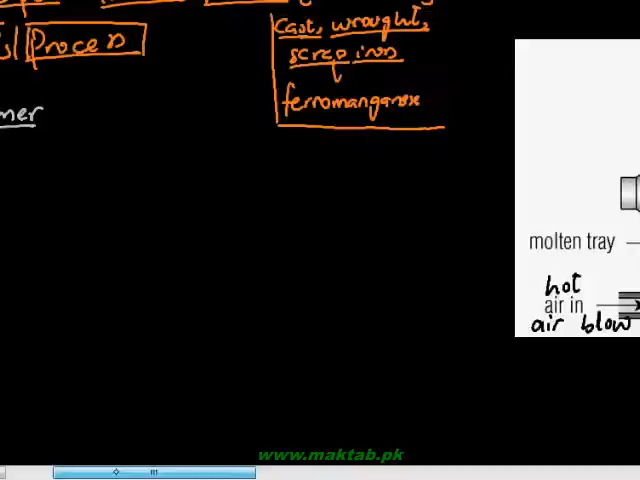 Cast, wrought,
scrap iron
Process
ferromanganese
mer
molten tray
hot
air in
air blow
www.maktab.pk